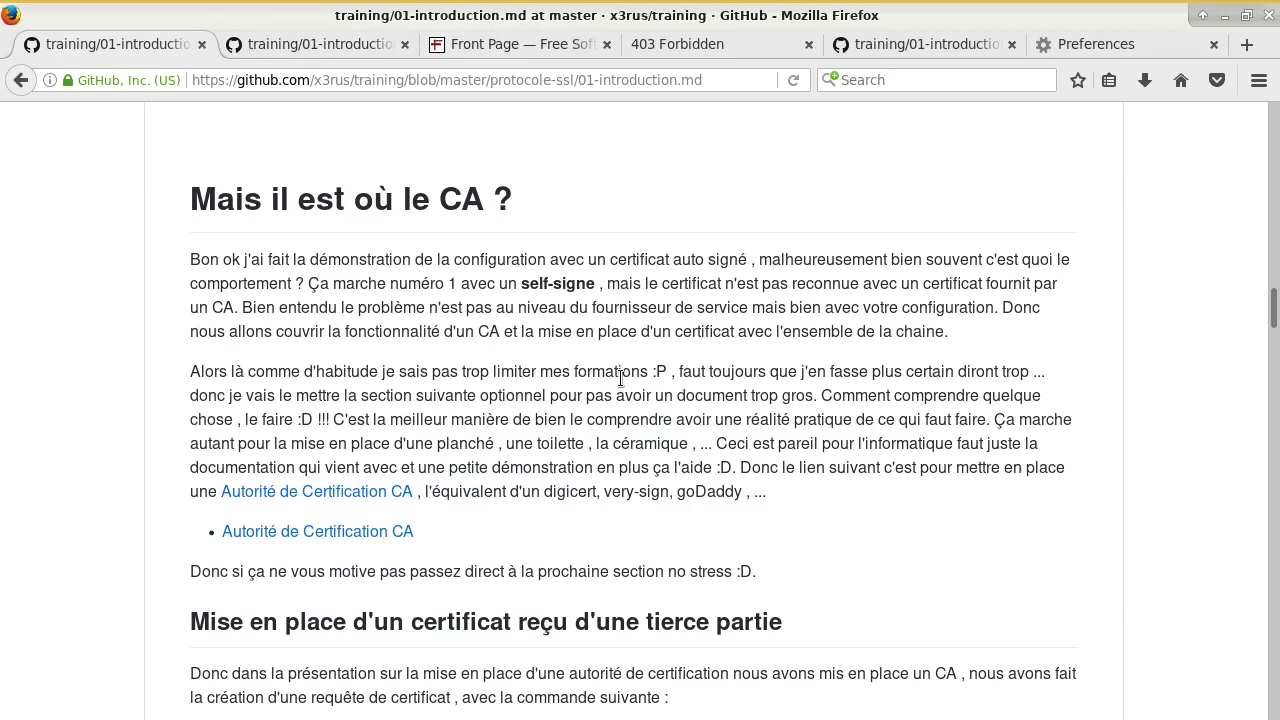 training/01-introduction.md at master · x3rus/training · GitHub - Mozilla Firefox
training/01-introductio
training/01-introduction
Front Page — Free Soft
403 Forbidden
training/01-introduction
Preferences
GitHub, Inc. (US)
https://github.com/x3rus/training/blob/master/protocole-ssl/01-introduction.md
Search
Mais il est où le CA ?
Bon ok j'ai fait la démonstration de la configuration avec un certificat auto signé , malheureusement bien souvent c'est quoi le
comportement ? Ça marche numéro 1 avec un self-signe , mais le certificat n'est pas reconnue avec un certificat fournit par
un CA. Bien entendu le problème n'est pas au niveau du fournisseur de service mais bien avec votre configuration. Donc
nous allons couvrir la fonctionnalité d'un CA et la mise en place d'un certificat avec l'ensemble de la chaine.
Alors là comme d'habitude je sais pas trop limiter mes formations :P , faut toujours que j'en fasse plus certain diront trop ...
donc je vais le mettre la section suivante optionnel pour pas avoir un document trop gros. Comment comprendre quelque
chose , le faire :D !!! C'est la meilleur manière de bien le comprendre avoir une réalité pratique de ce qui faut faire. Ça marche
autant pour la mise en place d'une planché , une toilette , la céramique , ... Ceci est pareil pour l'informatique faut juste la
documentation qui vient avec et une petite démonstration en plus ça l'aide :D. Donc le lien suivant c'est pour mettre en place
une Autorité de Certification CA , l'équivalent d'un digicert, very-sign, goDaddy , ...
• Autorité de Certification CA
Donc si ça ne vous motive pas passez direct à la prochaine section no stress :D.
Mise en place d'un certificat reçu d'une tierce partie
Donc dans la présentation sur la mise en place d'une autorité de certification nous avons mis en place un CA , nous avons fait
la création d'une requête de certificat , avec la commande suivante :